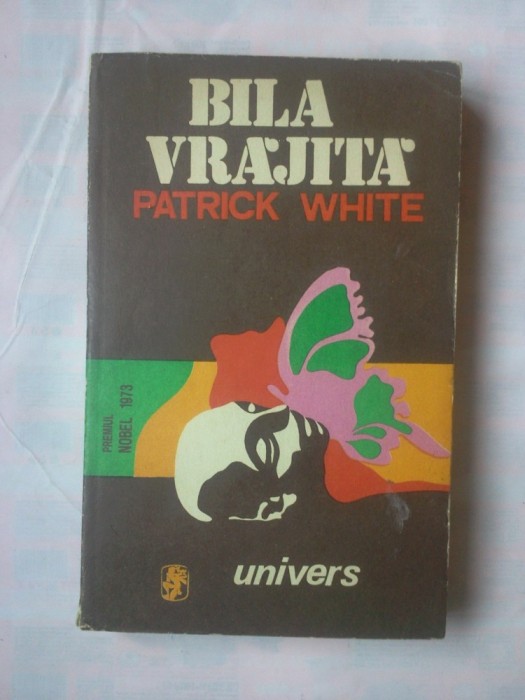 BILA
VRĂJITĂ
PATRICK WHITE
PREMIUL
NOBEL 1973
univers